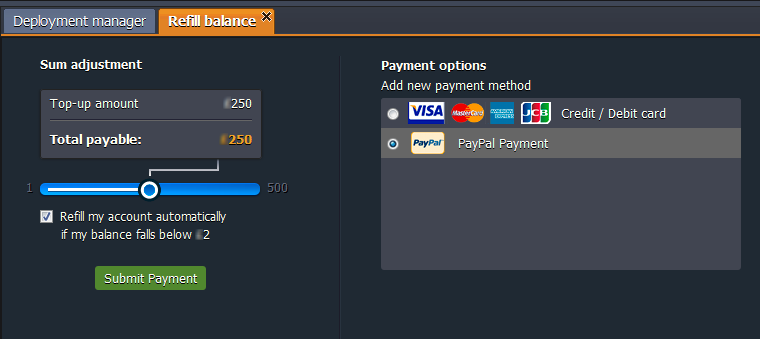 Deployment manager
Refill balance
Sum adjustment
Top-up amount 250
Total payable: 250
1
500
Refill my account automatically
if my balance falls below 2
Submit Payment
Payment options
Add new payment method
VISA MasterCard AMERICAN EXPRESS JCB Credit / Debit card
PayPal PayPal Payment